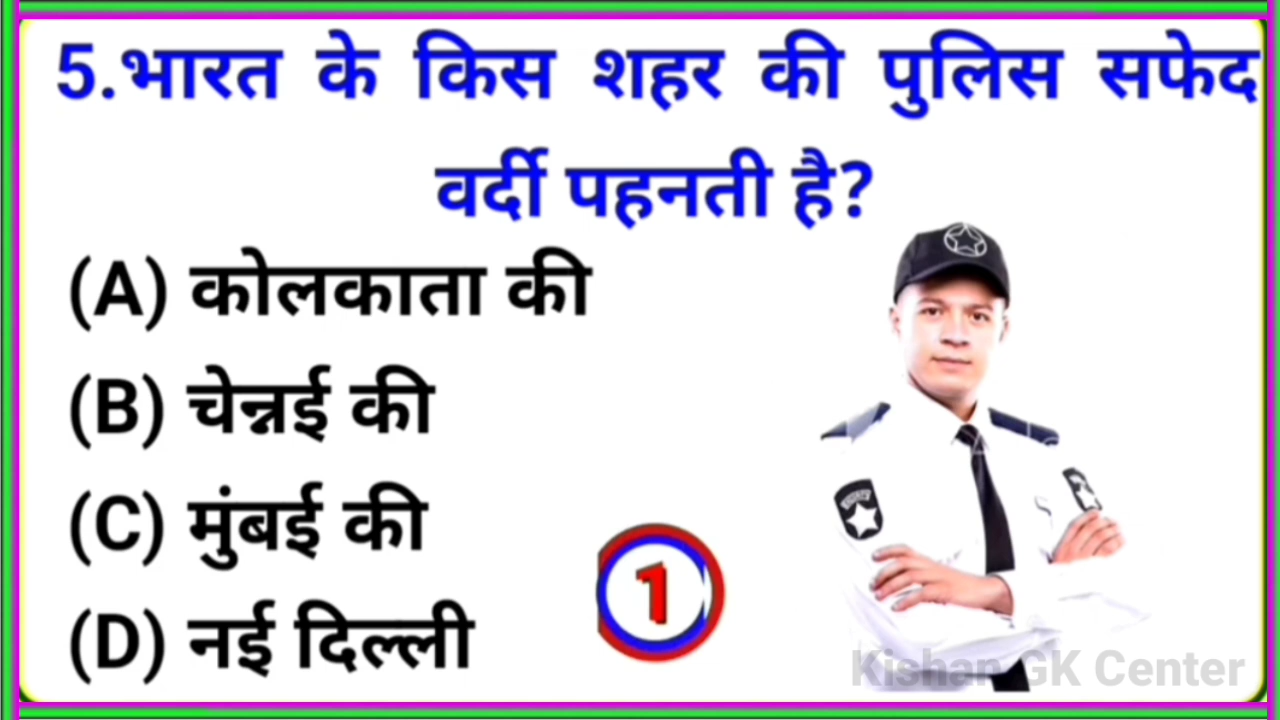 5.भारत के किस शहर की पुलिस सफेद
वर्दी पहनती है?
(A) कोलकाता की
(B) चेन्नई की
(C) मुंबई की
(D) नई दिल्ली
1
Kishan GK Center